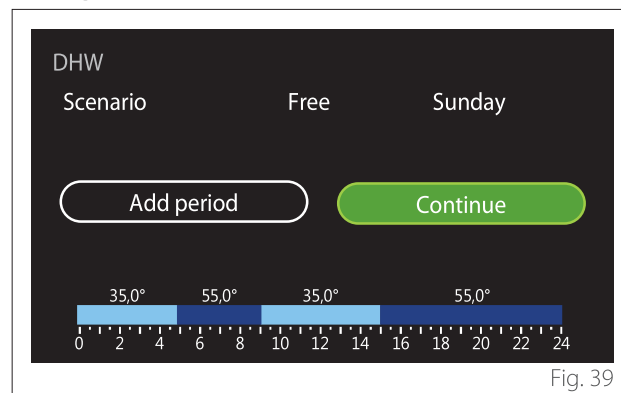 DHW
Scenario Free Sunday
Add period Continue
35,0° 55,0° 35,0° 55,0°
0 2 4 6 8 10 12 14 16 18 20 22 24
Fig. 39